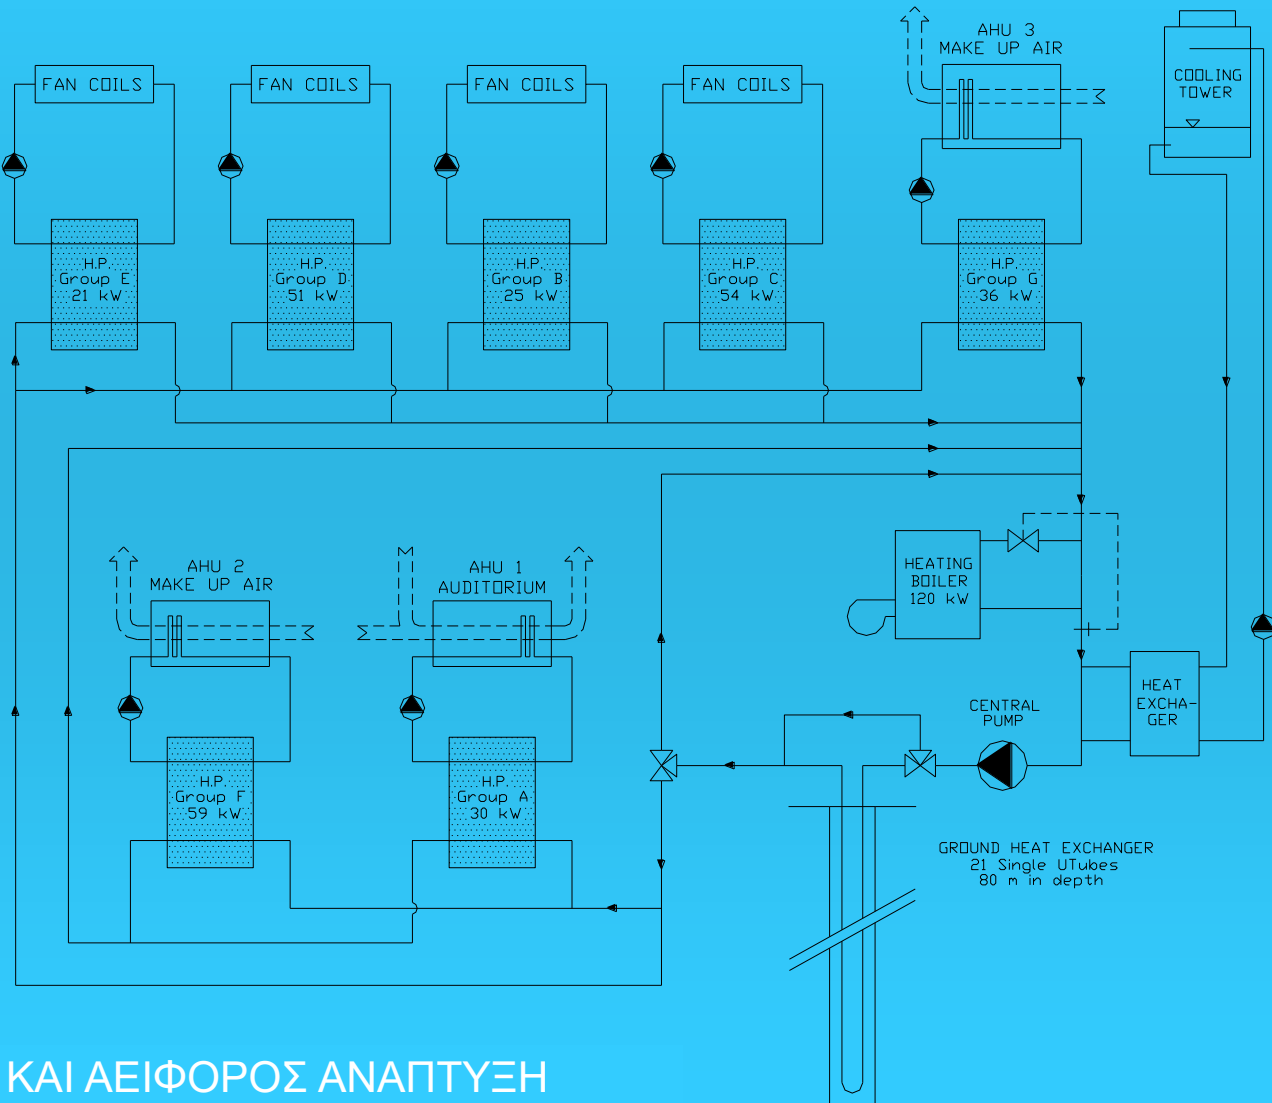 FAN COILS
FAN COILS
FAN COILS
FAN COILS
AHU 3
MAKE UP AIR
COOLING
TOWER
H.P.
Group E
21 kW
H.P.
Group D
51 kW
H.P.
Group B
25 kW
H.P.
Group C
54 kW
H.P.
Group G
36 kW
AHU 2
MAKE UP AIR
AHU 1
AUDITORIUM
HEATING
BOILER
120 kW
HEAT
EXCHA-
GER
CENTRAL
PUMP
H.P.
Group F
59 kW
H.P.
Group A
30 kW
GROUND HEAT EXCHANGER
21 Single UTubes
80 m in depth
ΚΑΙ ΑΕΙΦΟΡΟΣ ΑΝΑΠΤΥΞΗ